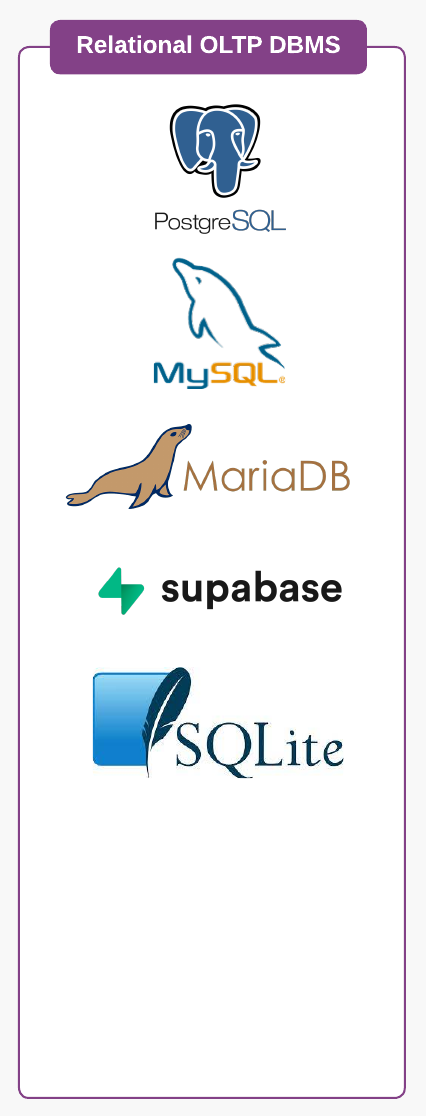 Relational OLTP DBMS
PostgreSQL
MySQL®
MariaDB
supabase
SQLite